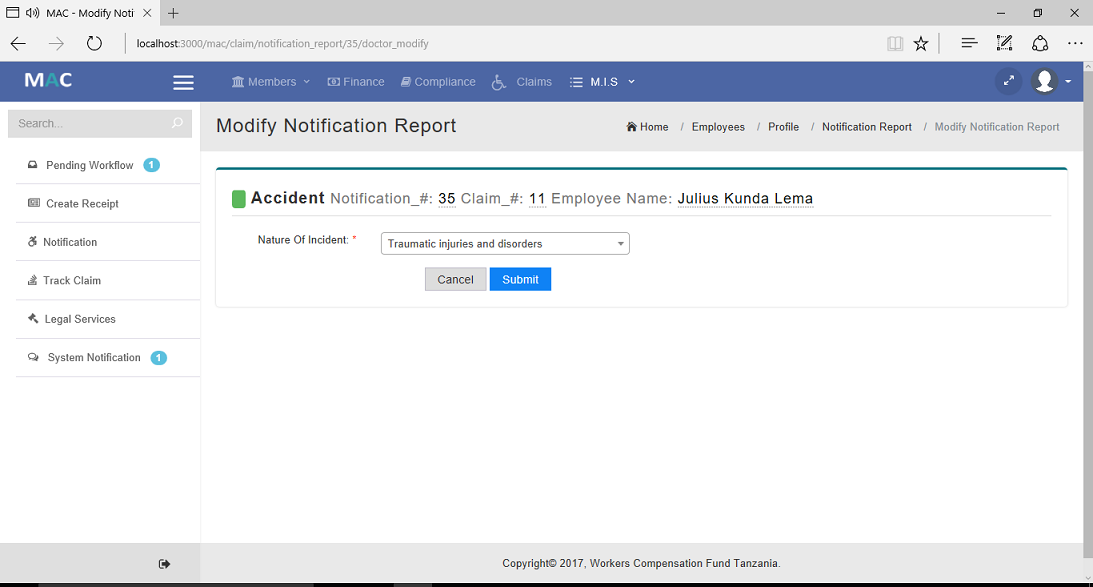 MAC - Modify Noti
localhost:3000/mac/claim/notification_report/35/doctor_modify
MAC
Members
Finance
Compliance
Claims
M.I.S
Search...
Modify Notification Report
Home / Employees / Profile / Notification Report / Modify Notification Report
Pending Workflow 1
Create Receipt
Notification
Track Claim
Legal Services
System Notification 1
Accident Notification_#: 35 Claim_#: 11 Employee Name: Julius Kunda Lema
Nature Of Incident: * Traumatic injuries and disorders
Cancel Submit
Copyright© 2017, Workers Compensation Fund Tanzania.